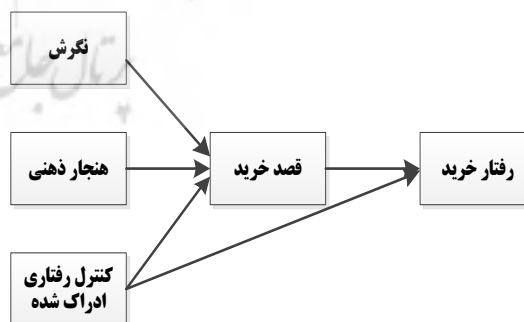 نگرش
هنجار ذهنی
قصد خرید
رفتار خرید
کنترل رفتاری
ادراک شده